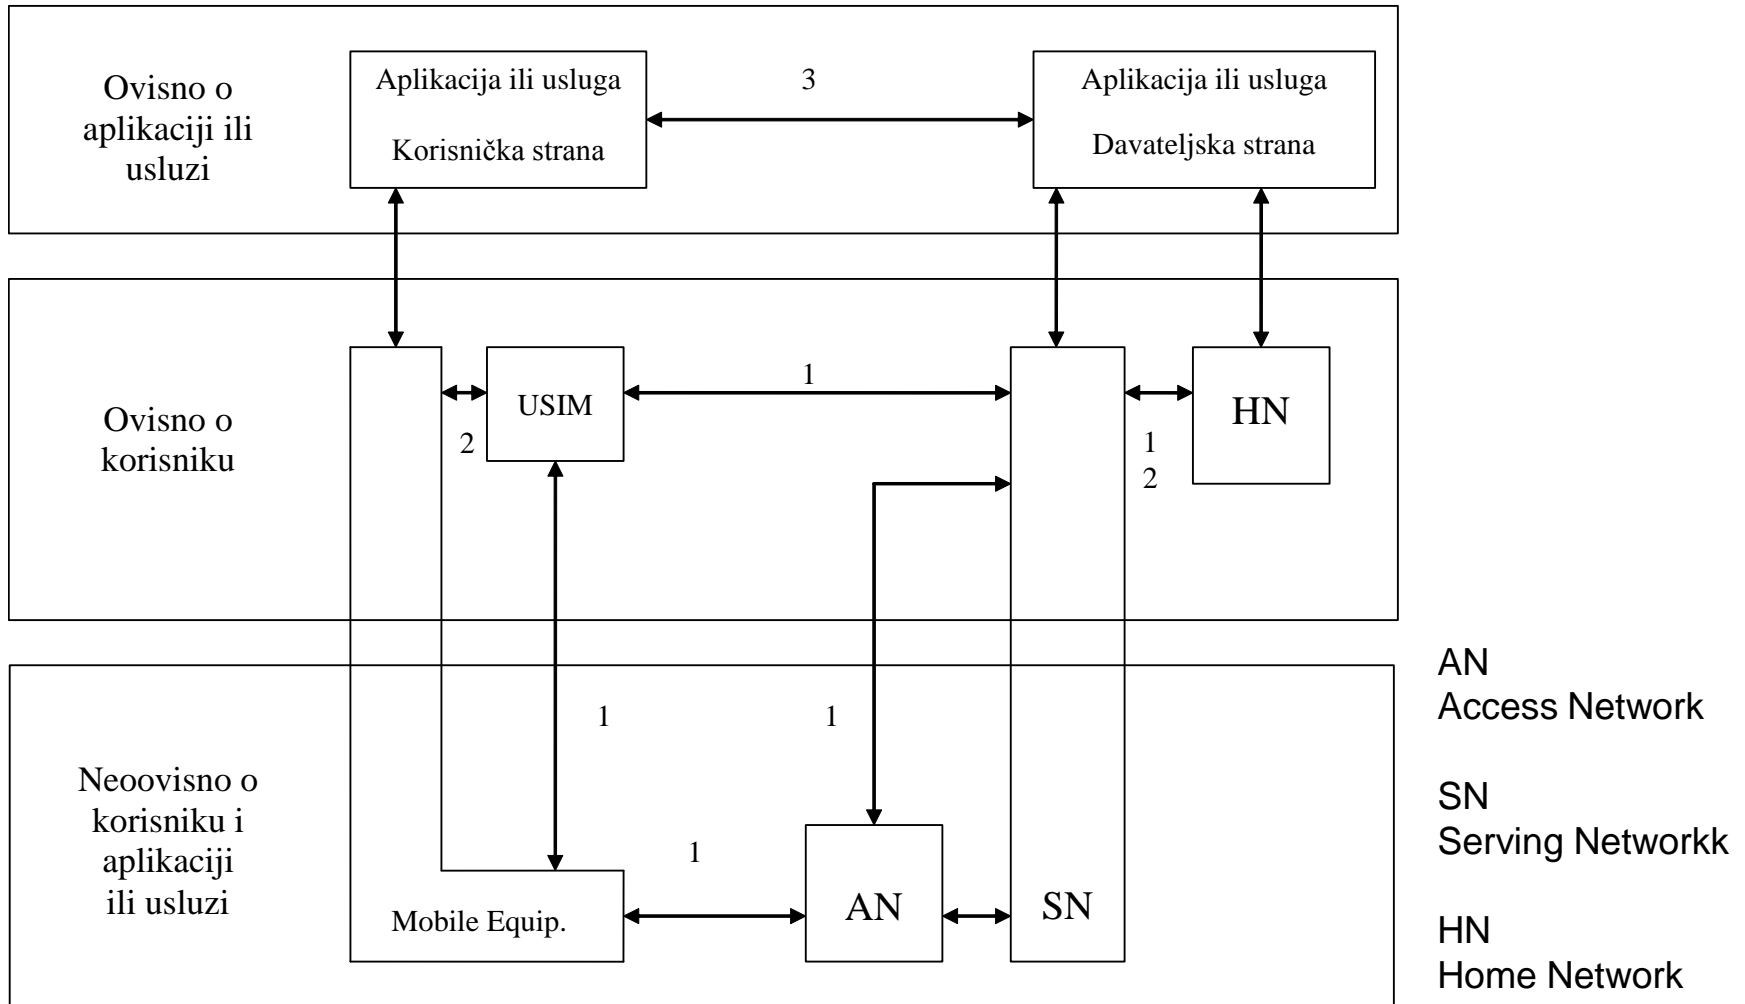 Ovisno o
aplikaciji ili
usluzi
Aplikacija ili usluga
Korisnička strana
3
Aplikacija ili usluga
Davateljska strana
Ovisno o
korisniku
2
USIM
1
1
2
HN
Neoovisno o
korisniku i
aplikaciji
ili usluzi
1
1
1
Mobile Equip.
AN
SN
AN
Access Network
SN
Serving Networkk
HN
Home Network